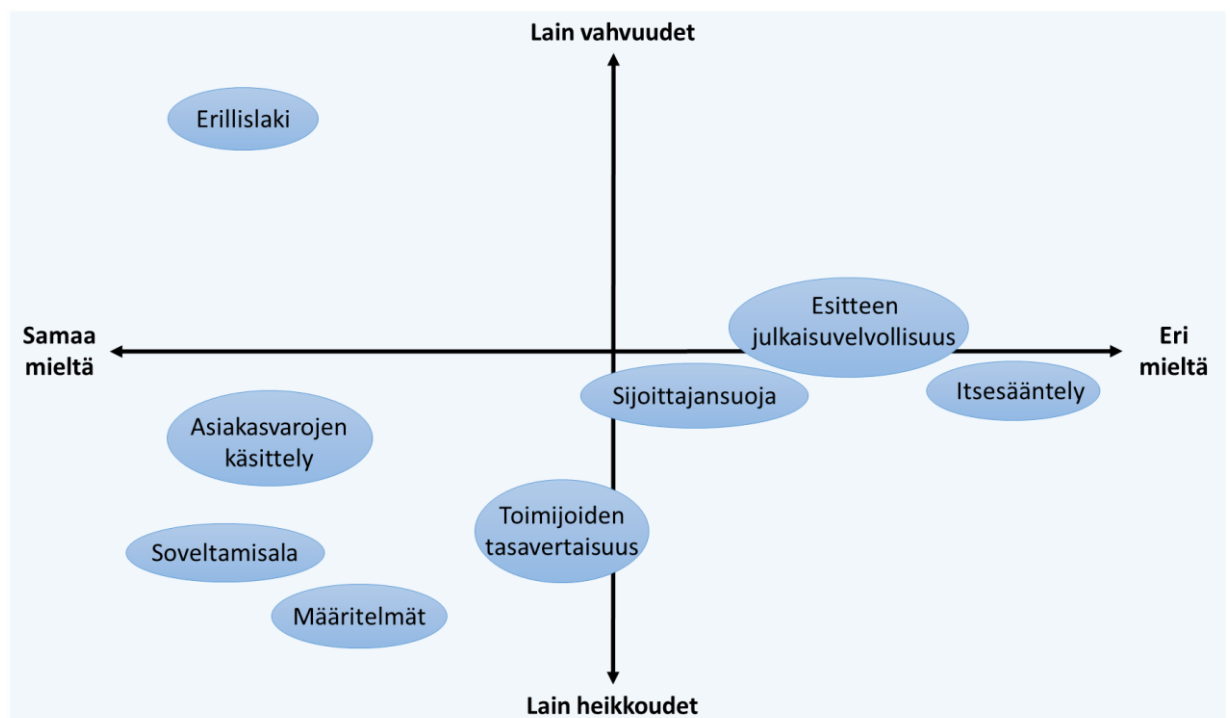 Lain vahvuudet
Erillislaki
Esitteen
julkaisuvelvollisuus
Samaa
mieltä
Eri
mieltä
Sijoittajansuoja
Itsesääntely
Asiakasvarojen
käsittely
Toimijoiden
tasavertaisuus
Soveltamisala
Määritelmät
Lain heikkoudet